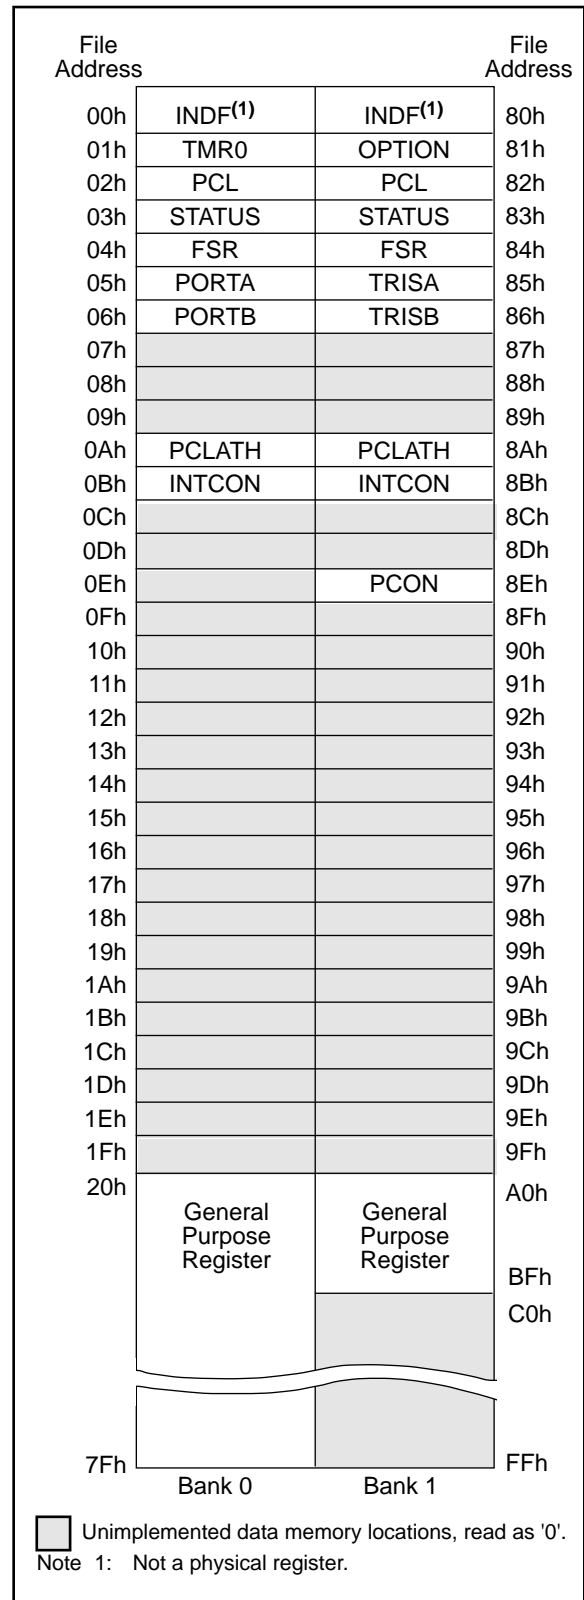 File Address File Address
00h INDF(1) INDF(1) 80h
01h TMR0 OPTION 81h
02h PCL PCL 82h
03h STATUS STATUS 83h
04h FSR FSR 84h
05h PORTA TRISA 85h
06h PORTB TRISB 86h
07h 87h
08h 88h
09h 89h
0Ah PCLATH PCLATH 8Ah
0Bh INTCON INTCON 8Bh
0Ch 8Ch
0Dh 8Dh
0Eh PCON 8Eh
0Fh 8Fh
10h 90h
11h 91h
12h 92h
13h 93h
14h 94h
15h 95h
16h 96h
17h 97h
18h 98h
19h 99h
1Ah 9Ah
1Bh 9Bh
1Ch 9Ch
1Dh 9Dh
1Eh 9Eh
1Fh 9Fh
20h A0h
General General
Purpose Purpose
Register Register
BFh
C0h
7Fh FFh
Bank 0 Bank 1
Unimplemented data memory locations, read as '0'.
Note 1: Not a physical register.